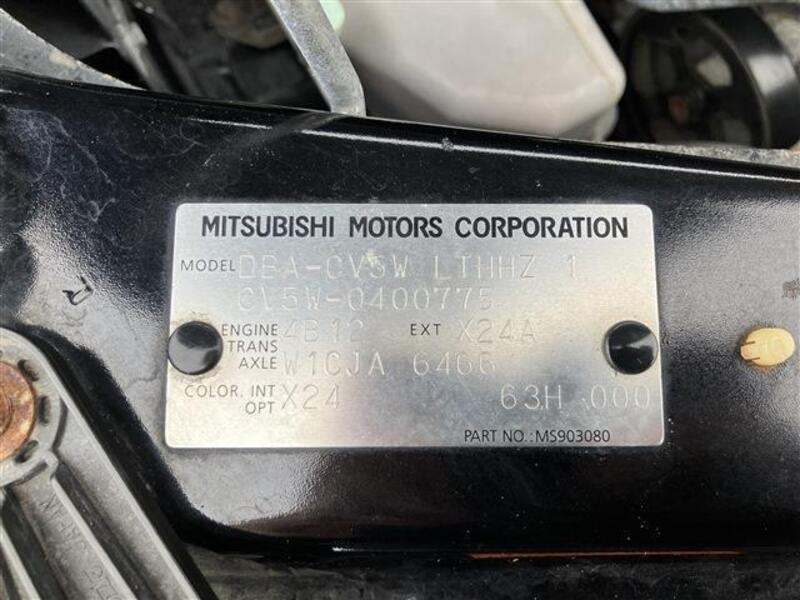 MITSUBISHI MOTORS CORPORATION
MODEL DBA-CV5W LTHHZ 1
CV5W-0400775
ENGINE 4B12 EXT X24A
TRANS AXLE W1CJA 6466
COLOR. INT X24 63H 000
OPT
PART NO.:MS903080